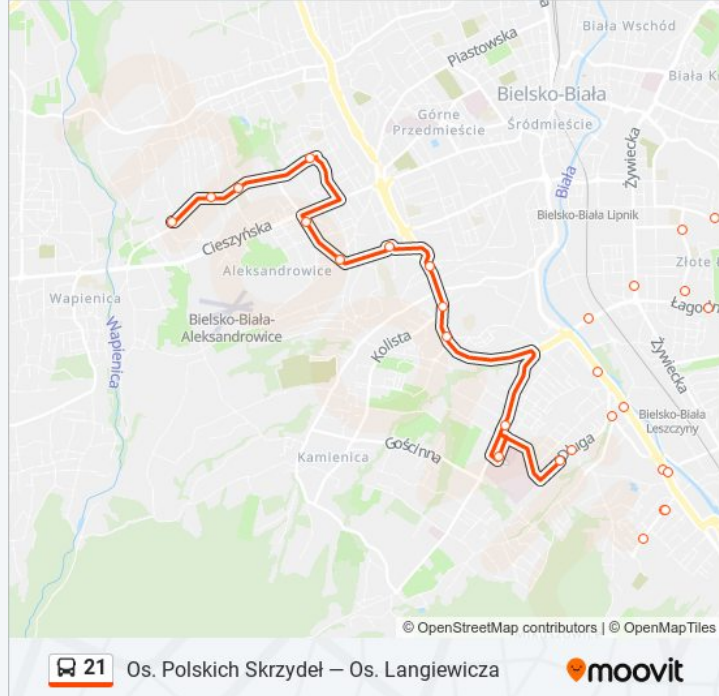 Bała Wschód
Piastowska
Biała K
Bielsko-Biała
Górne
Przedmieście
Śródmieście
Żywiecka
Biała
Bielsko-Biała Lipnik
Cieszyńska
Złote
Aleksandrowice
Wapienica
Łagodn
Bielsko-Biała-
Aleksandrowice
Wapienica
Kolista
Żywiecka
Bielsko-Biała
Leszczyny
Gościnna
Długa
Kamienica
© OpenStreetMap contributors | © OpenMapTiles
21 Os. Polskich Skrzydeł — Os. Langiewicza
moovit